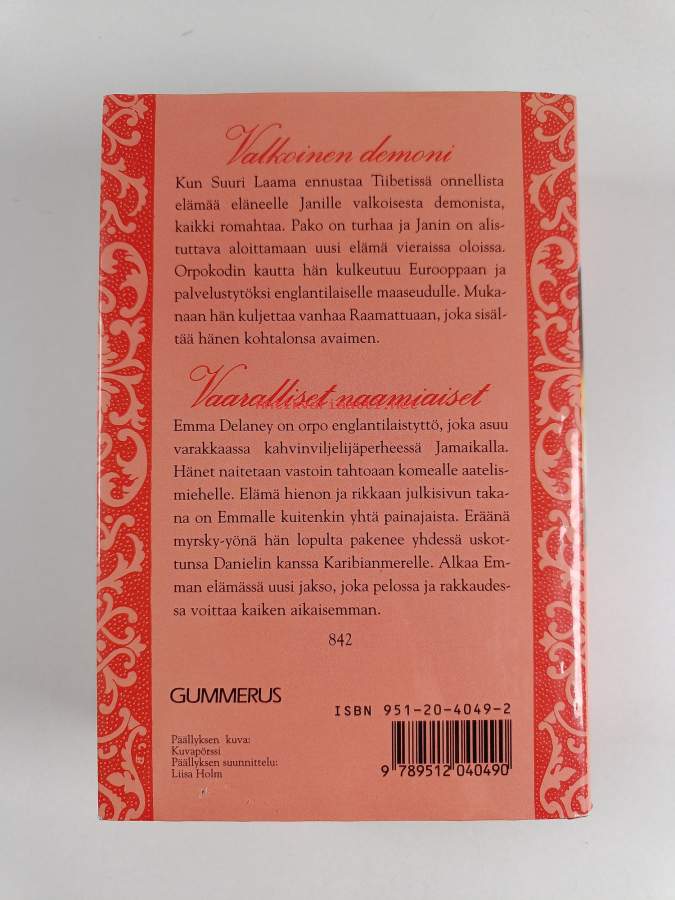 Valkoinen demoni
Kun Suuri Laama ennustaa Tiibetissä onnellista
elämää eläneelle Janille valkoisesta demonista,
kaikki romahtaa. Pako on turhaa ja Janin on alis-
tuttava aloittamaan uusi elämä vieraissa oloissa.
Orpokodin kautta hän kulkeutuu Eurooppaan ja
palvelustytöksi englantilaiselle maaseudulle. Muka-
naan hän kuljettaa vanhaa Raamattuaan, joka sisäl-
tää hänen kohtalonsa avaimen.
Vaaralliset naamiaiset
Emma Delaney on orpo englantilaistyttö, joka asuu
varakkaassa kahvinviljelijäperheessä Jamaikalla.
Hänet naitetaan vastoin tahtoaan komealle aatelis-
miehelle. Elämä hienon ja rikkaan julkisivun taka-
na on Emmalle kuitenkin yhtä painajaista. Eräänä
myrsky-yönä hän lopulta pakenee yhdessä uskot-
tunsa Danielin kanssa Karibianmerelle. Alkaa Em-
man elämässä uusi jakso, joka pelossa ja rakkaudes-
sa voittaa kaiken aikaisemman.
842
GUMMERUS
ISBN 951-20-4049-2
Päällyksen kuva:
Kuvapörssi
Päällyksen suunnittelu:
Liisa Holm
9 789512 040490